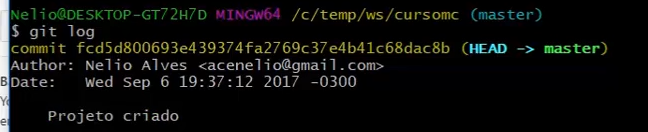 Nelio@DESKTOP-GT72H7D MINGW64 /c/temp/ws/cursomc (master)
$ git log
commit fcd5d800693e439374fa2769c37e4b41c68dac8b (HEAD -> master)
Author: Nelio Alves <acenelio@gmail.com>
Date:   Wed Sep 6 19:37:12 2017 -0300
    Projeto criado